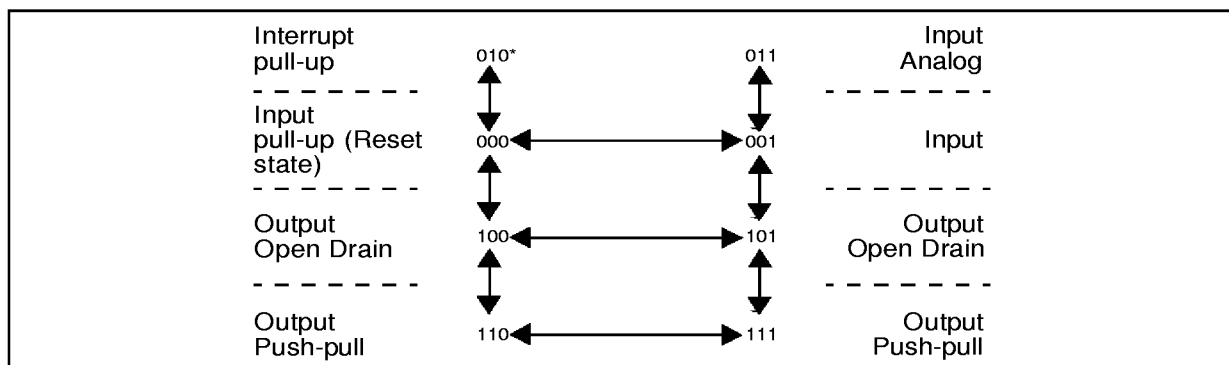 Interrupt
pull-up
010*
011
Input
Analog
Input
pull-up (Reset
state)
000
001
Input
Output
Open Drain
100
101
Output
Open Drain
Output
Push-pull
110
111
Output
Push-pull